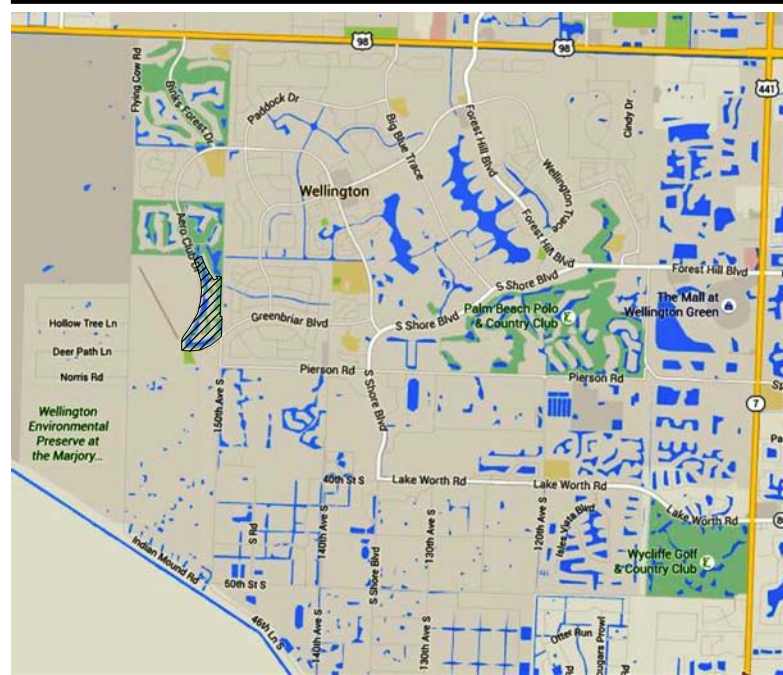 98
98
441
Flying Cow Rd
Binks Forest Dr
Paddock Dr
Big Blue Trace
Forest Hill Blvd
Cindy Dr
Wellington
Wellington Trace
Aero Club Dr
Forest Hill Blvd
Forest Hill Blvd
S Shore Blvd
The Mall at
Wellington Green
Palm Beach Polo
& Country Club
S Shore Blvd
Greenbriar Blvd
Hollow Tree Ln
Deer Path Ln
Norris Rd
Pierson Rd
Pierson Rd
S Shore Blvd
150th Ave S
7
Wellington
Environmental
Preserve at
the Marjory...
Pa
40th St S
Lake Worth Rd
Lake Worth Rd
Lake Worth Rd
S Rd
140th Ave S
130th Ave S
120th Ave S
Isles Vista Blvd
Wycliffe Golf
& Country Club
Indian Mound Rd
50th St S
S Shore Blvd
46th Ln S
140th Ave S
130th Ave S
Otter Run
ougars Prowl
Rd
Rd